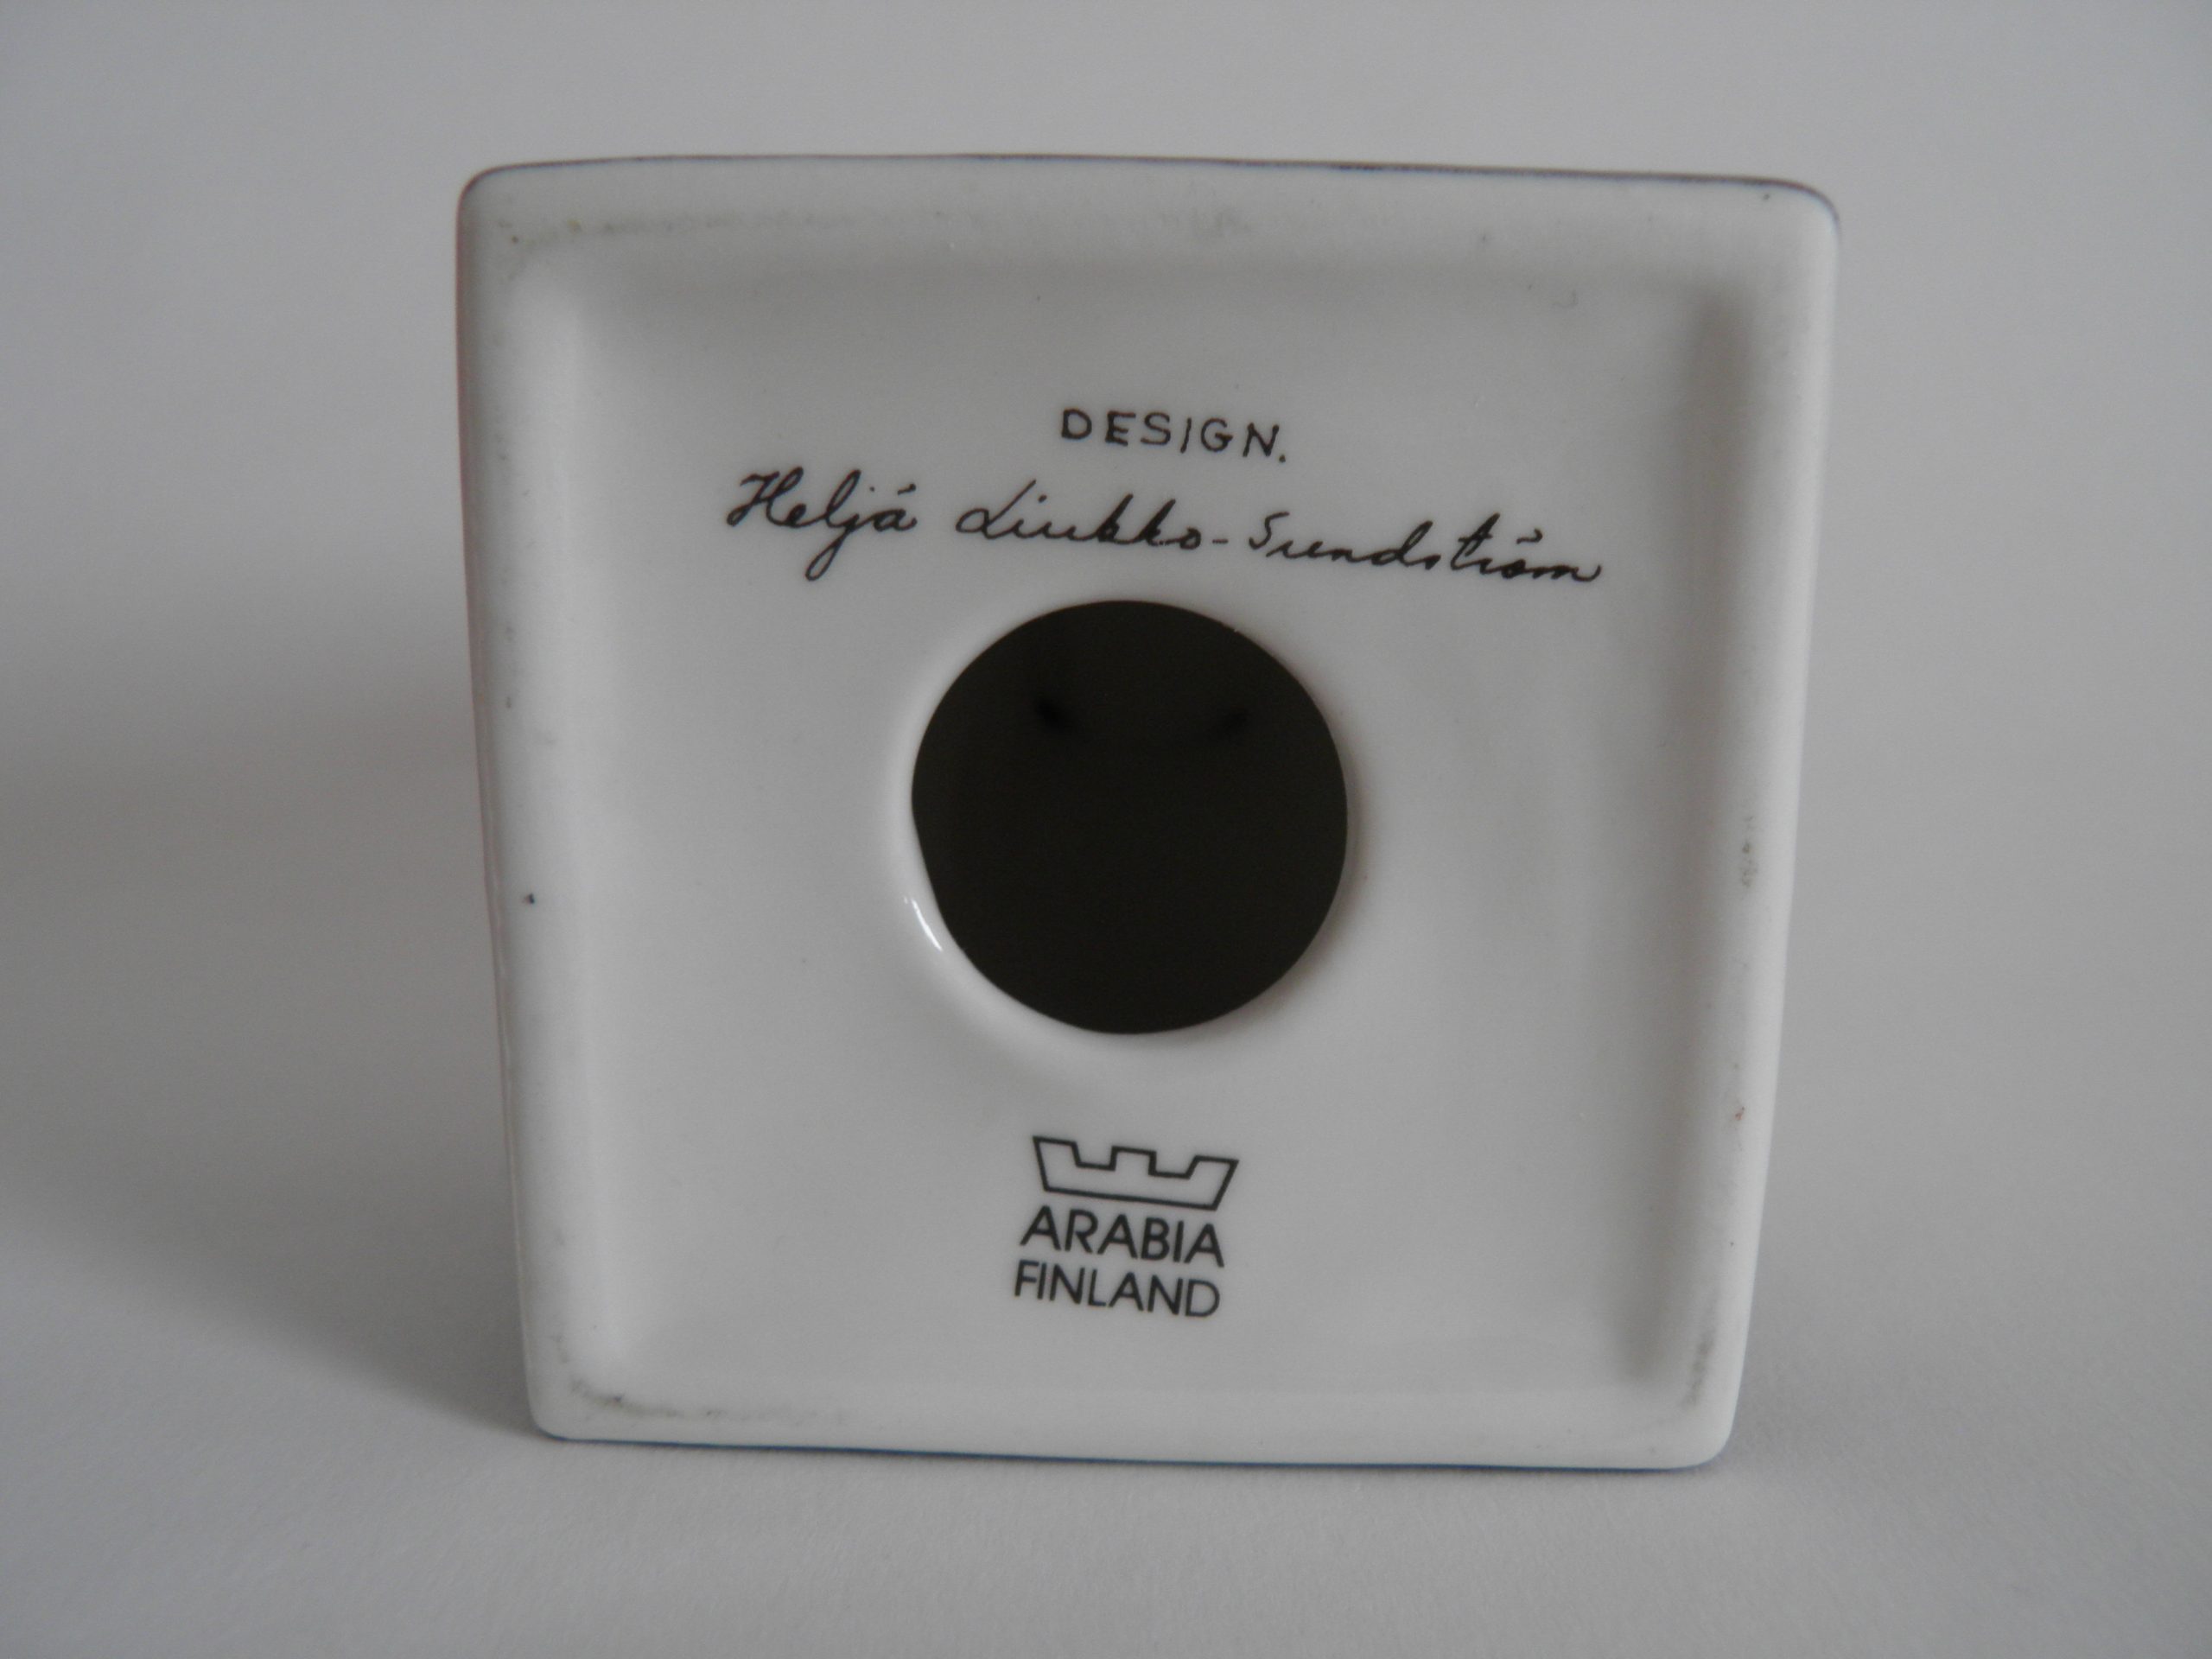 DESIGN.
Heljä Liukko-Sundström
ARABIA
FINLAND